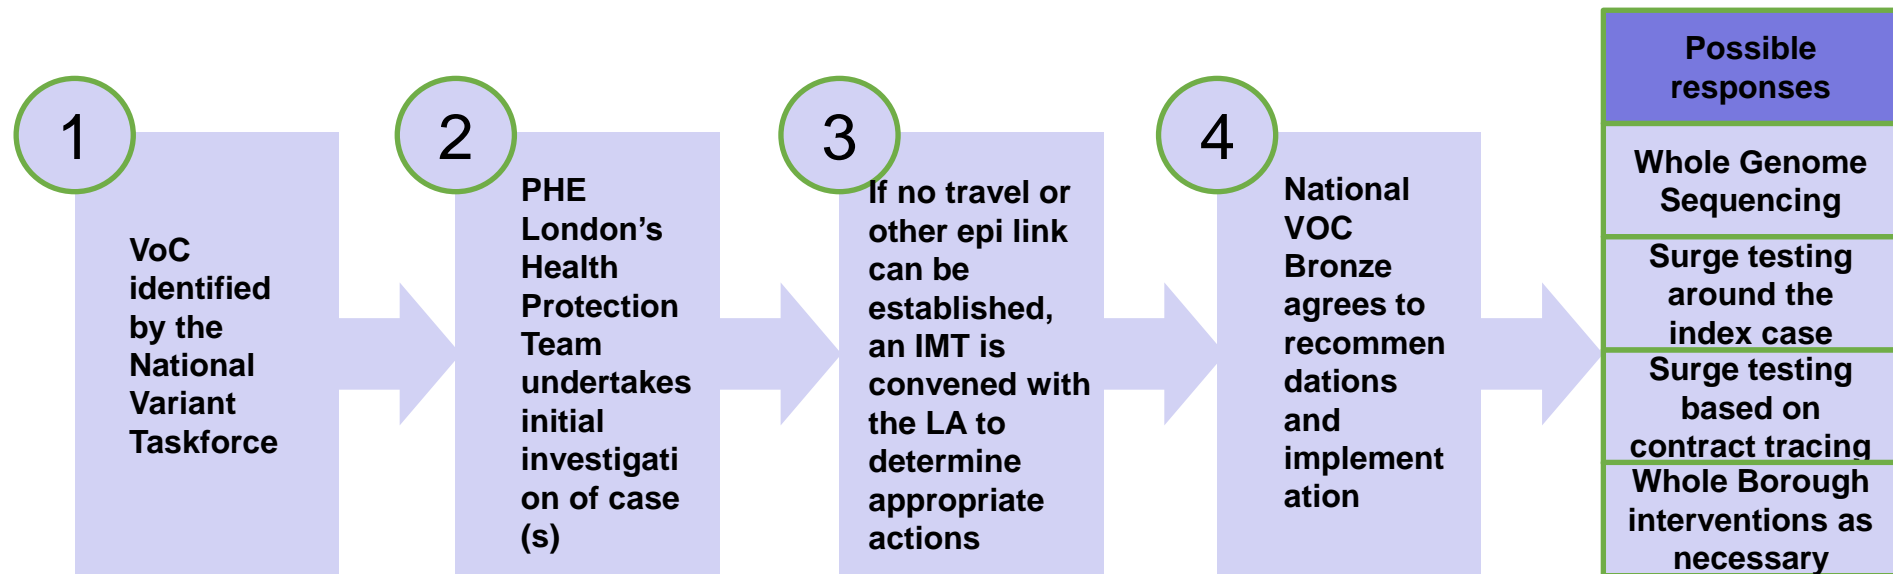 1
VoC
identified
by the
National
Variant
Taskforce
2
PHE
London’s
Health
Protection
Team
undertakes
initial
investigati
on of case
(s)
3
If no travel or
other epi link
can be
established,
an IMT is
convened with
the LA to
determine
appropriate
actions
4
National
VOC
Bronze
agrees to
recommen
dations
and
implement
ation
Possible
responses
Whole Genome
Sequencing
Surge testing
around the
index case
Surge testing
based on
contract tracing
Whole Borough
interventions as
necessary